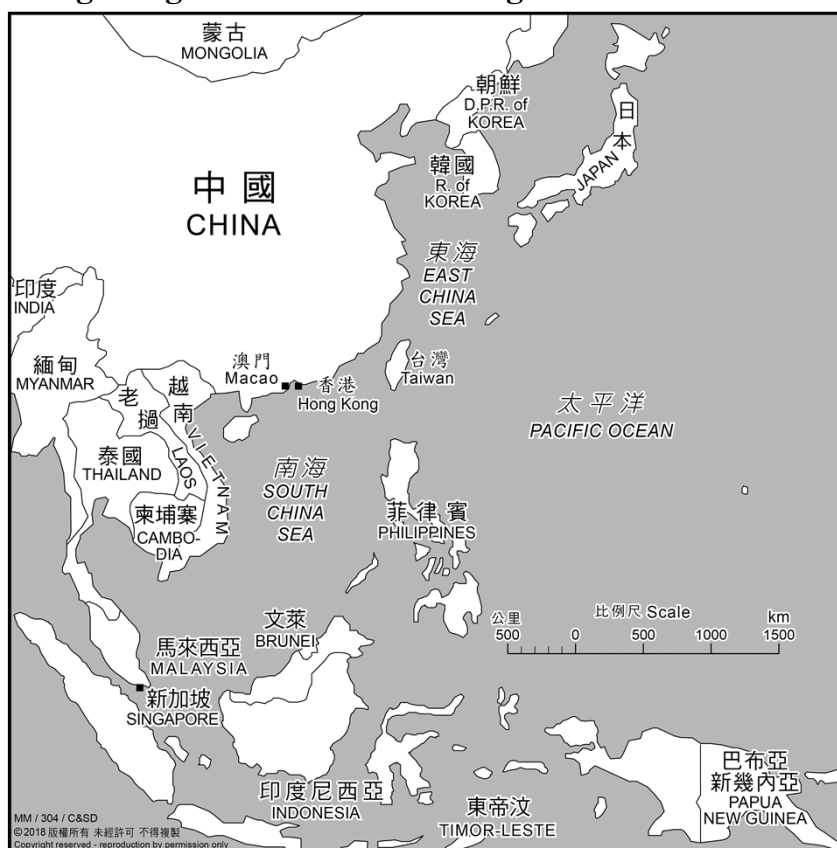 蒙古
MONGOLIA
朝鮮
D.P.R. of
KOREA
日本
JAPAN
韓國
R. of
KOREA
中國
CHINA
東海
EAST
CHINA
SEA
印度
INDIA
緬甸
MYANMAR
澳門
Macao
香港
Hong Kong
台灣
Taiwan
太平洋
PACIFIC OCEAN
老撾
LAOS
越南
VIETNAM
泰國
THAILAND
南海
SOUTH
CHINA
SEA
柬埔寨
CAMBO-
DIA
菲律賓
PHILIPPINES
文萊
BRUNEI
公里
比例尺 Scale
km
500 0 500 1000 1500
馬來西亞
MALAYSIA
新加坡
SINGAPORE
印度尼西亞
INDONESIA
東帝汶
TIMOR-LESTE
巴布亞
新幾內亞
PAPUA
NEW GUINEA
MM / 304 / C&SD
©2018 版權所有 未經許可 不得複製
Copyright reserved - reproduction by permission only